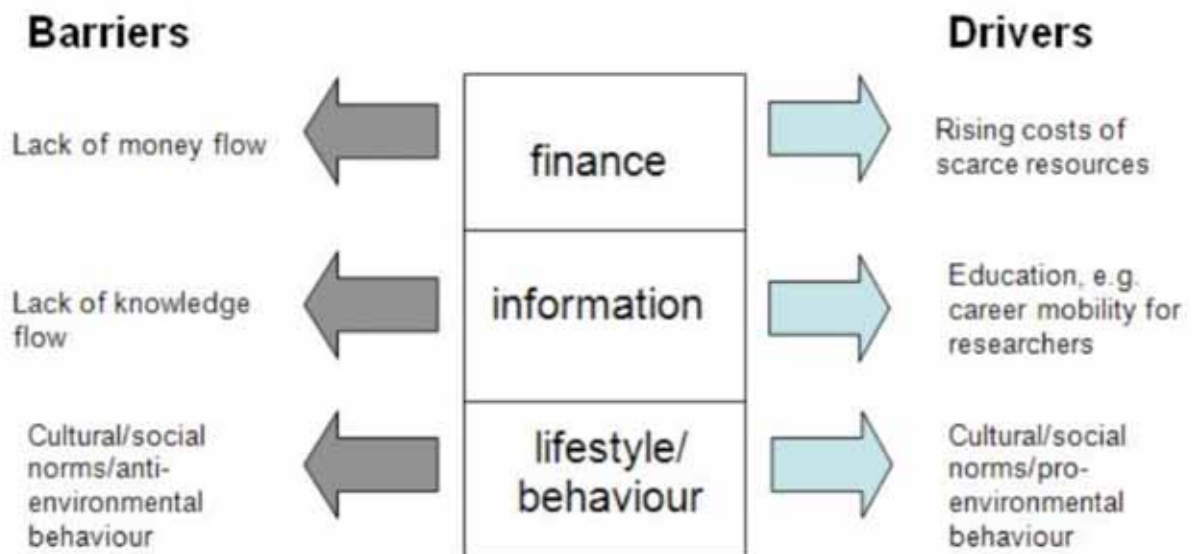 Barriers
Drivers
Lack of money flow
finance
Rising costs of
scarce resources
Lack of knowledge
flow
information
Education, e.g.
career mobility for
researchers
Cultural/social
norms/anti-
environmental
behaviour
lifestyle/
behaviour
Cultural/social
norms/pro-
environmental
behaviour